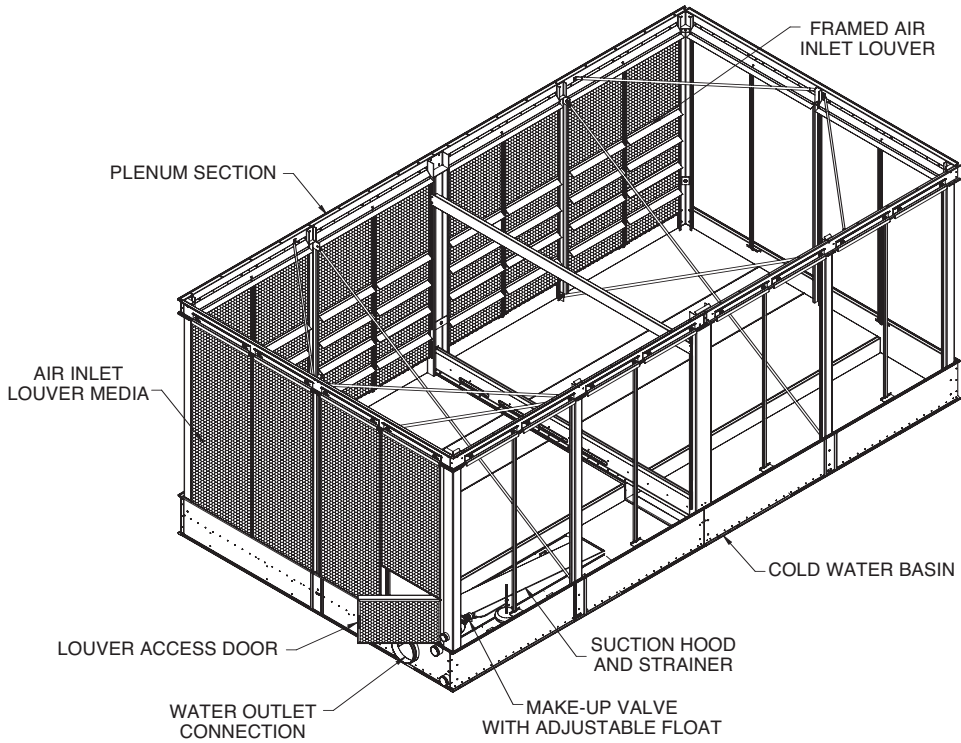 FRAMED AIR
INLET LOUVER
PLENUM SECTION
AIR INLET
LOUVER MEDIA
COLD WATER BASIN
LOUVER ACCESS DOOR
SUCTION HOOD
AND STRAINER
WATER OUTLET
CONNECTION
MAKE-UP VALVE
WITH ADJUSTABLE FLOAT